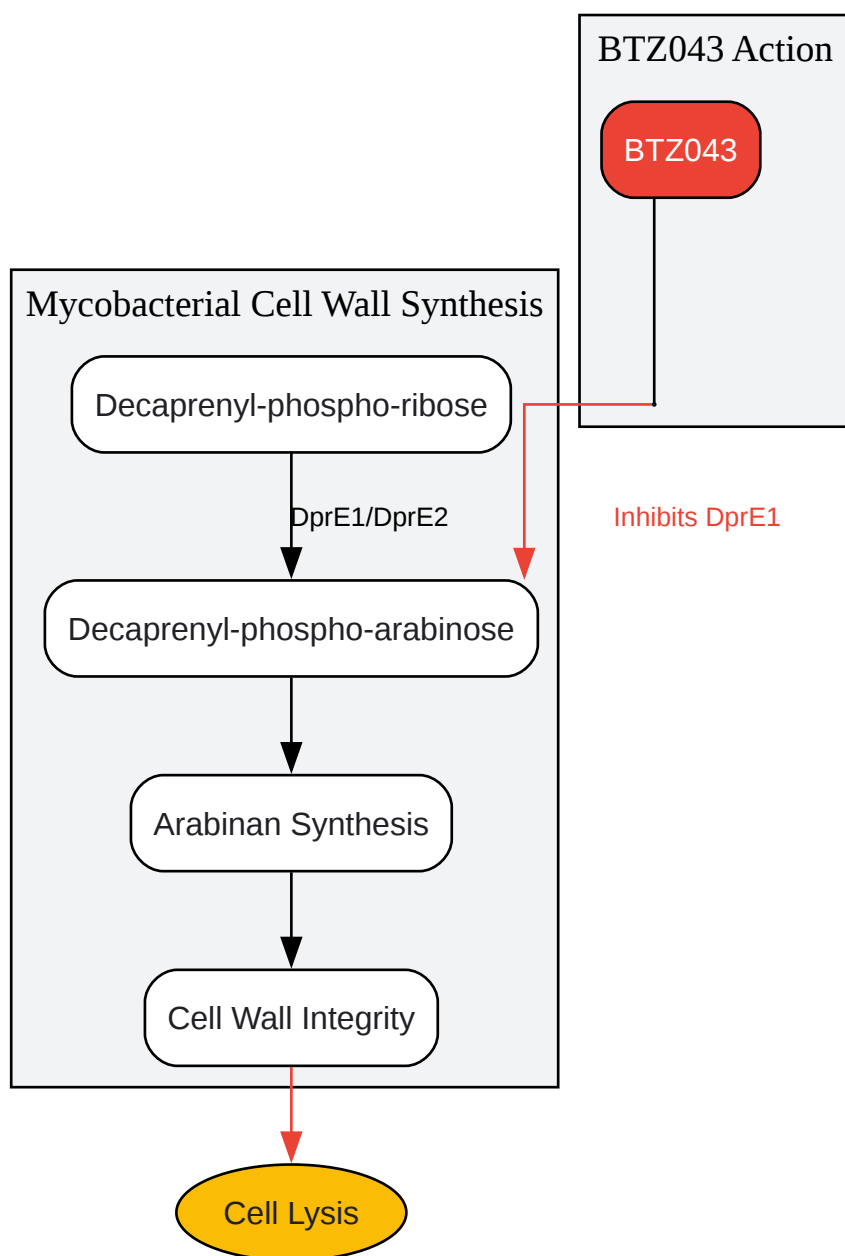 BTZ043 Action
BTZ043
Mycobacterial Cell Wall Synthesis
Decaprenyl-phospho-ribose
DprE1/DprE2
Inhibits DprE1
Decaprenyl-phospho-arabinose
Arabinan Synthesis
Cell Wall Integrity
Cell Lysis